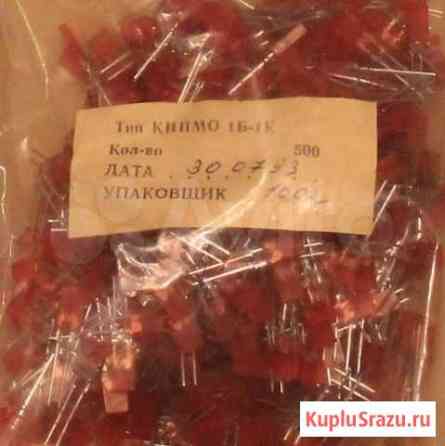 Тип КИПМО 1Б-1К
Кол-во 500
ДАТА 30.07.93
УПАКОВЩИК
KupluSrazu.ru